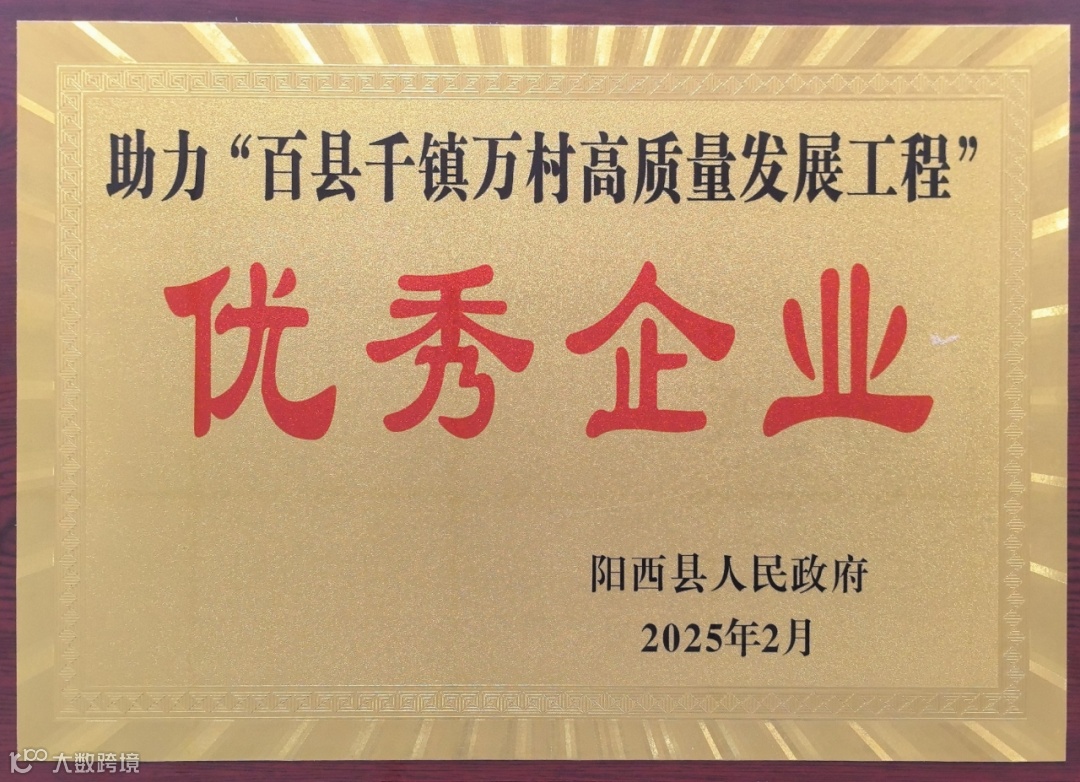 助力“百县千镇万村高质量发展工程”
优秀企业
阳西县人民政府
2025年2月
大数跨境